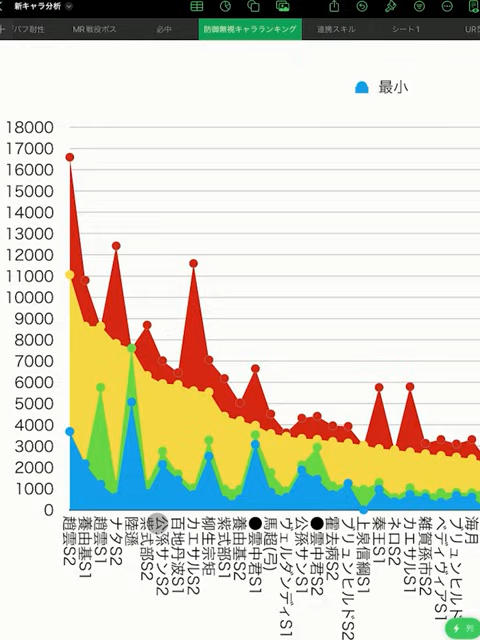 新キャラ分析
バフ耐性
MR戦役ボス
必中
防御無視キャラランキング
連携スキル
シート1
UR
最小
18000
17000
16000
15000
14000
13000
12000
11000
10000
9000
8000
7000
6000
5000
4000
3000
2000
1000
0
趙雲S2
養由基S1
趙雲S1
ナタS2
陸遜
紫式部S2
公孫サンS2
百地丹波S1
カエサルS2
柳生宗矩
紫式部S1
養由基S2
●雲中君S1
馬超(弓)
ヴェルダンディS1
公孫サンS1
●雲中君S2
霍去病S2
ブリュンヒルドS2
上泉信綱S1
秦王S1
ネロS2
カエサルS1
雑賀孫市S2
ベディヴィアS1
ブリュンヒルド
海月
列